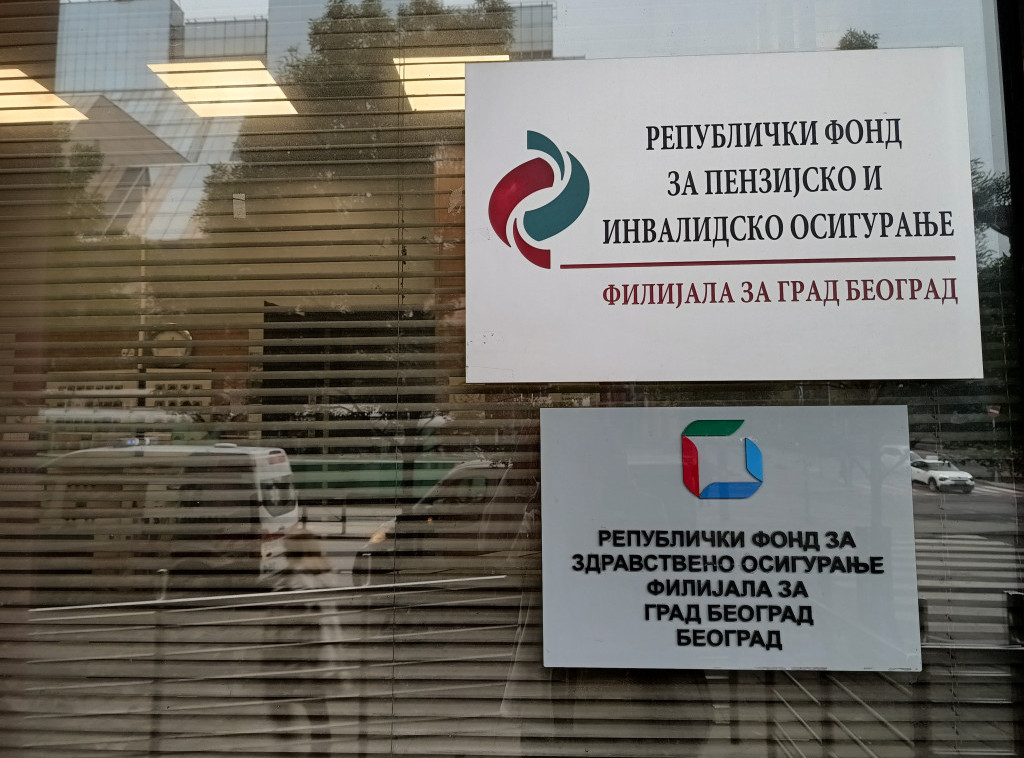 РЕПУБЛИЧКИ ФОНД
ЗА ПЕНЗИЈСКО И
ИНВАЛИДСКО ОСИГУРАЊЕ
ФИЛИЈАЛА ЗА ГРАД БЕОГРАД
РЕПУБЛИЧКИ ФОНД ЗА
ЗДРАВСТВЕНО ОСИГУРАЊЕ
ФИЛИЈАЛА ЗА
ГРАД БЕОГРАД
БЕОГРАД